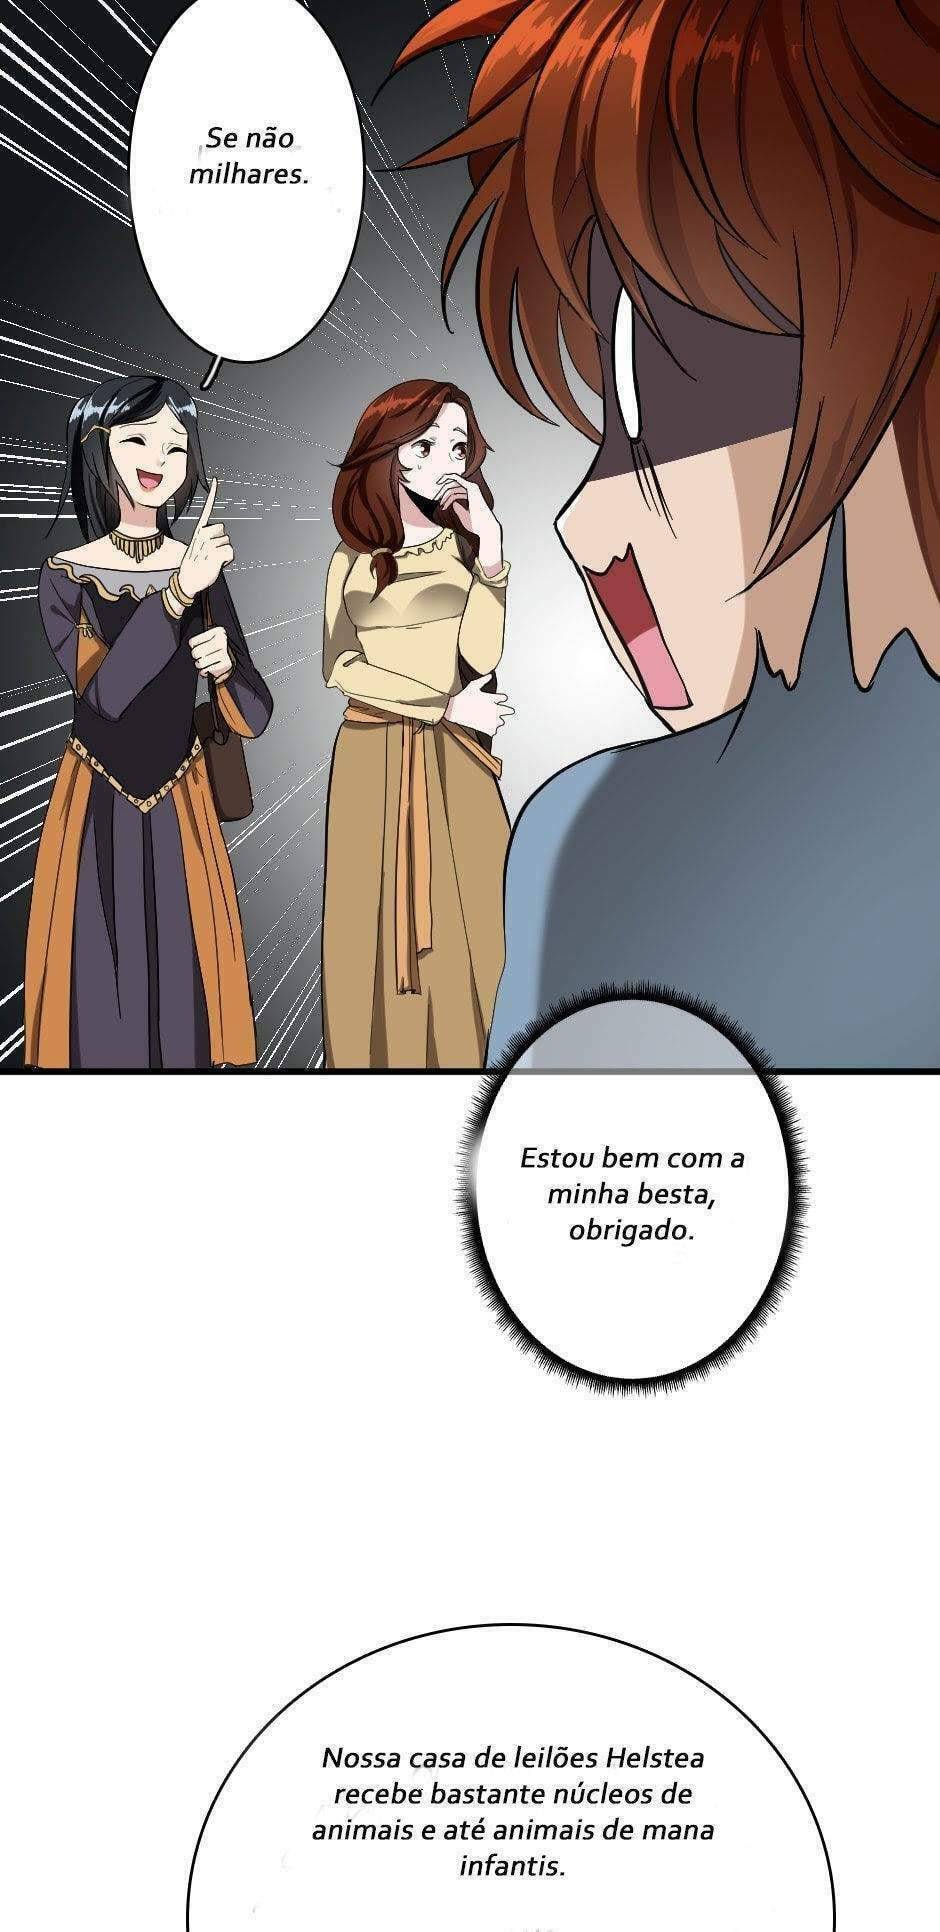 Se não
milhares.
Estou bem com a
minha besta,
obrigado.
Nossa casa de leilões Helstea
recebe bastante núcleos de
animais e até animais de mana
infantis.